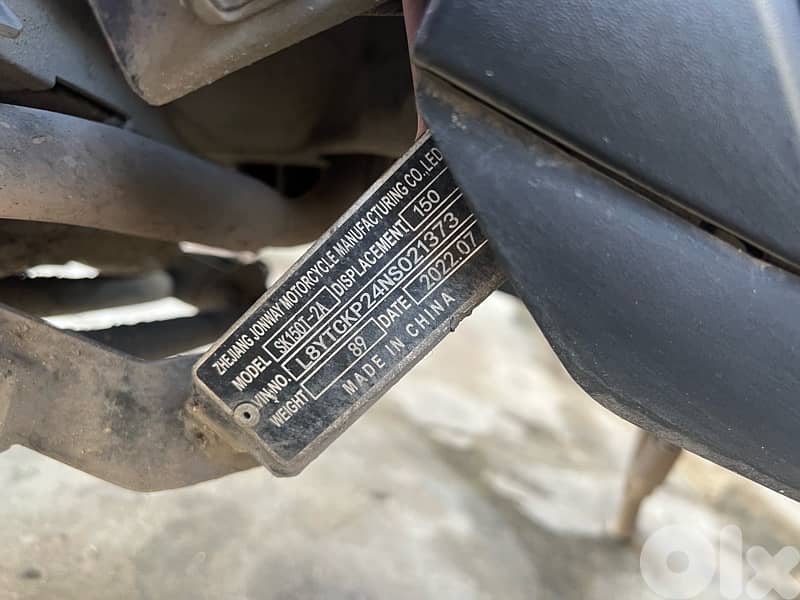 ZHEJIANG JONWAY MOTORCYCLE MANUFACTURING CO.,LED
MODEL SK150T-2A DISPLACEMENT 150
VIN.NO. L8YTCKP24NS021373
WEIGHT 89 DATE 2022.07
MADE IN CHINA
Olx